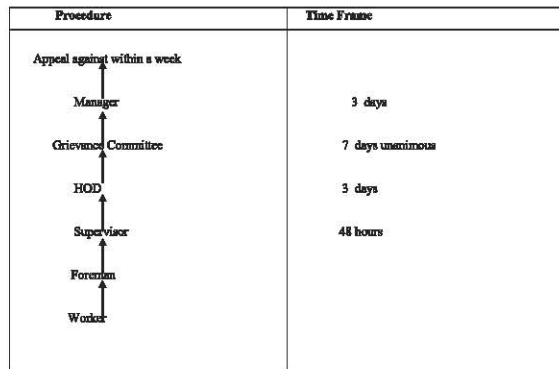 Procedure Time Frame
Appeal against within a week
Manager 3 days
Grievance Committee 7 days unanimous
HOD 3 days
Supervisor 48 hours
Foreman
Worker